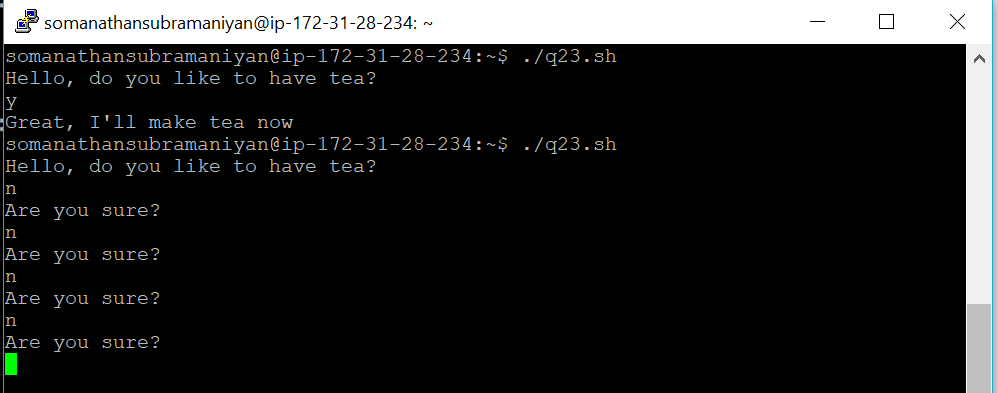 somanathansubramaniyan@ip-172-31-28-234: ~
somanathansubramaniyan@ip-172-31-28-234:~$ ./q23.sh
Hello, do you like to have tea?
y
Great, I'll make tea now
somanathansubramaniyan@ip-172-31-28-234:~$ ./q23.sh
Hello, do you like to have tea?
n
Are you sure?
n
Are you sure?
n
Are you sure?
n
Are you sure?